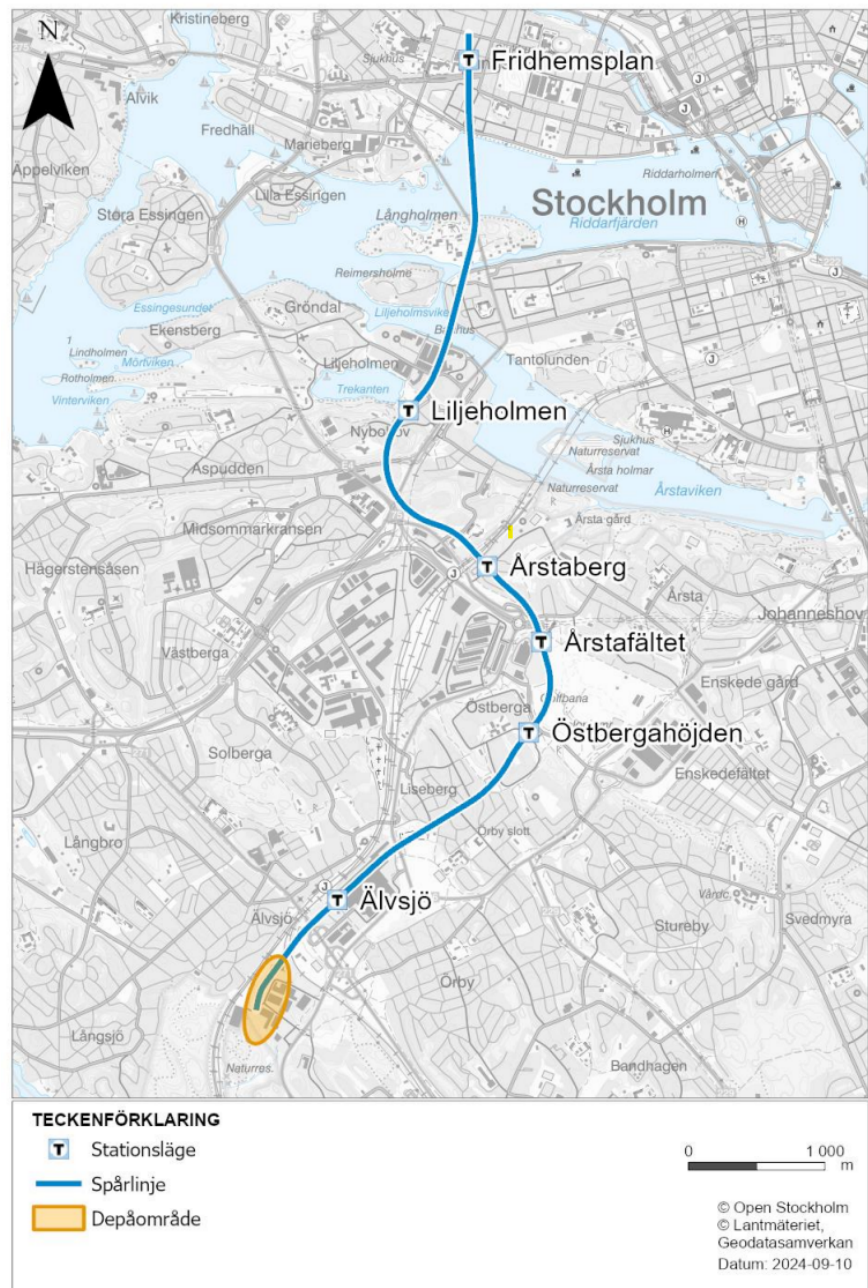 N
Kristineberg
Sjukhus
Fridhemsplan
Alvik
Fredhäll
Marieberg
Äppelviken
Lilla Essingen
Stora Essingen
Långholmen
Riddarholmen
Stockholm
Riddarfjärden
Reimersholme
Essingesundet
Gröndal
Ekensberg
Liljeholmsviken
Lindholmen
Mörtviken
Rotholmen
Vinterviken
Liljeholmen
Tantolunden
Trekanten
Liljeholmen
Nybohov
Aspudden
Sjukhus
Naturreservat
Årsta holmar
Naturreservat
Årstaviken
Midsommarkransen
Årsta gård
Hägerstensåsen
Årstaberg
Årsta
Johanneshov
Västberga
Årstafältet
Enskede gård
Östberga
Östbergahöjden
Solberga
Enskedefältet
Liseberg
Långbro
Örby slott
Älvsjö
Älvsjö
Vårdc.
Svedmyra
Stureby
Örby
Långsjö
Naturres.
Bandhagen
TECKENFÖRKLARING
T Stationsläge
Spårlinje
Depåområde
0 1 000
m
© Open Stockholm
© Lantmäteriet,
Geodatasamverkan
Datum: 2024-09-10